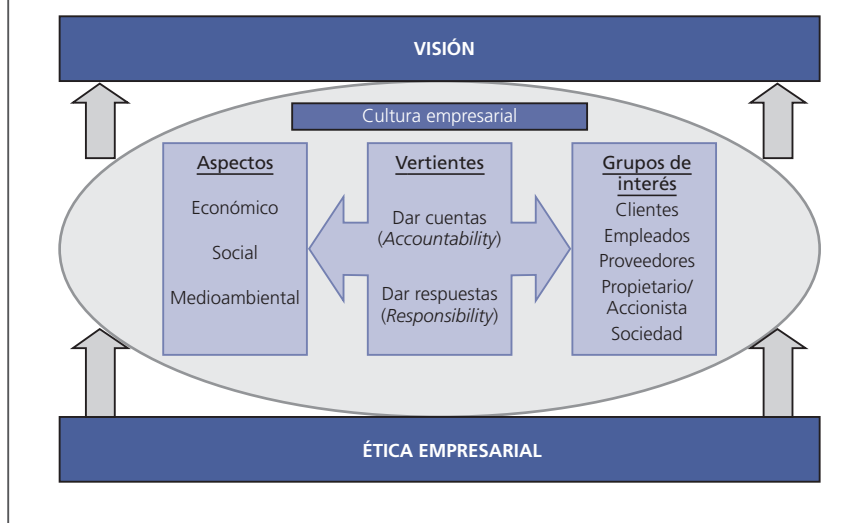 VISIÓN
Cultura empresarial
Aspectos
Económico
Social
Medioambiental
Vertientes
Dar cuentas
(Accountability)
Dar respuestas
(Responsibility)
Grupos de
interés
Clientes
Empleados
Proveedores
Propietario/
Accionista
Sociedad
ÉTICA EMPRESARIAL